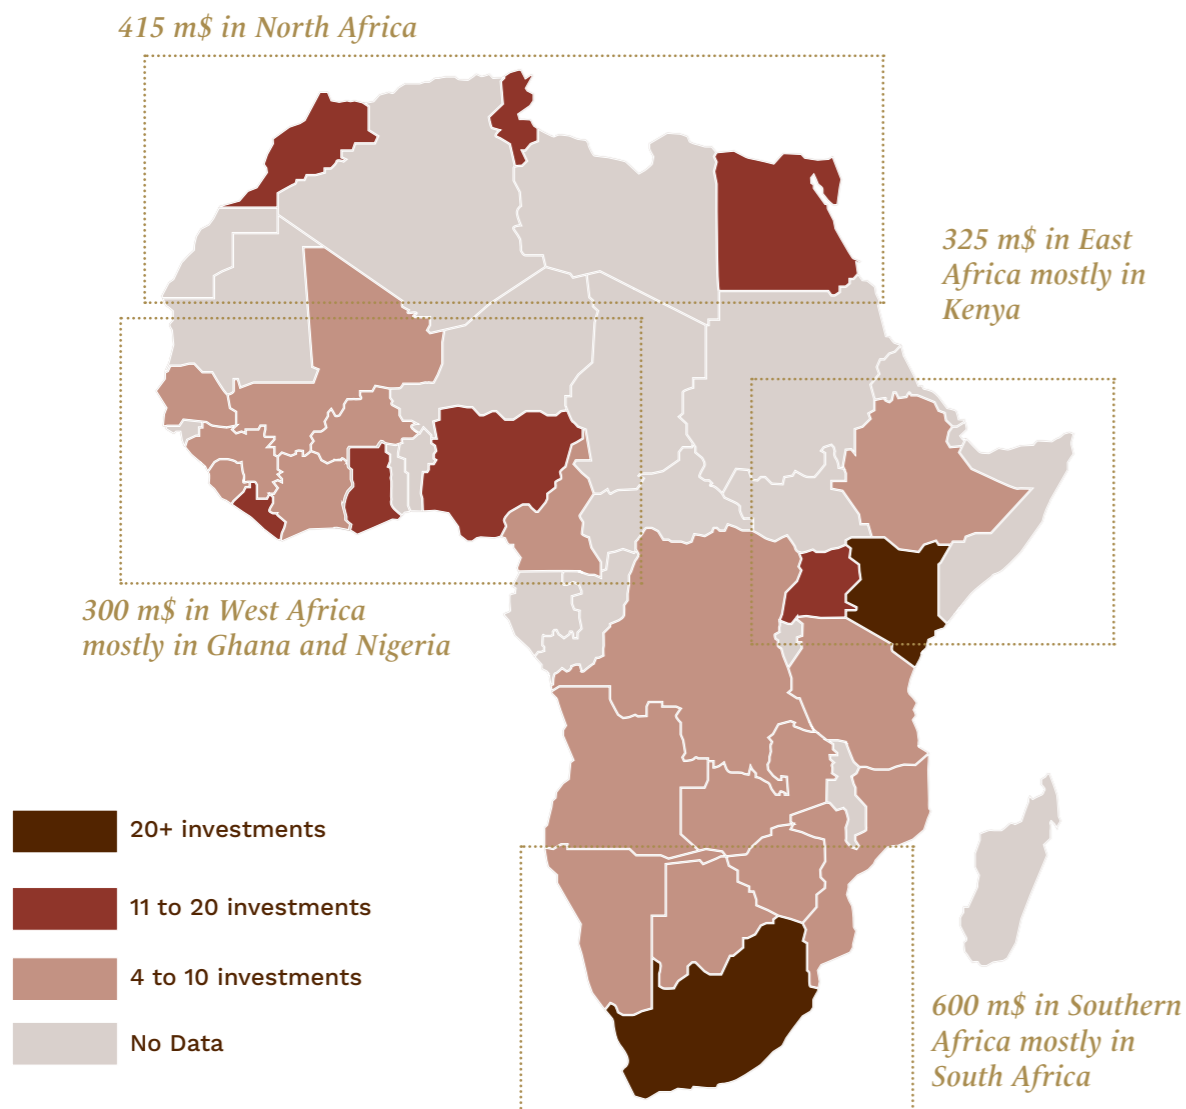 415 m$ in North Africa
325 m$ in East
Africa mostly in
Kenya
300 m$ in West Africa
mostly in Ghana and Nigeria
20+ investments
11 to 20 investments
4 to 10 investments
No Data
600 m$ in Southern
Africa mostly in
South Africa